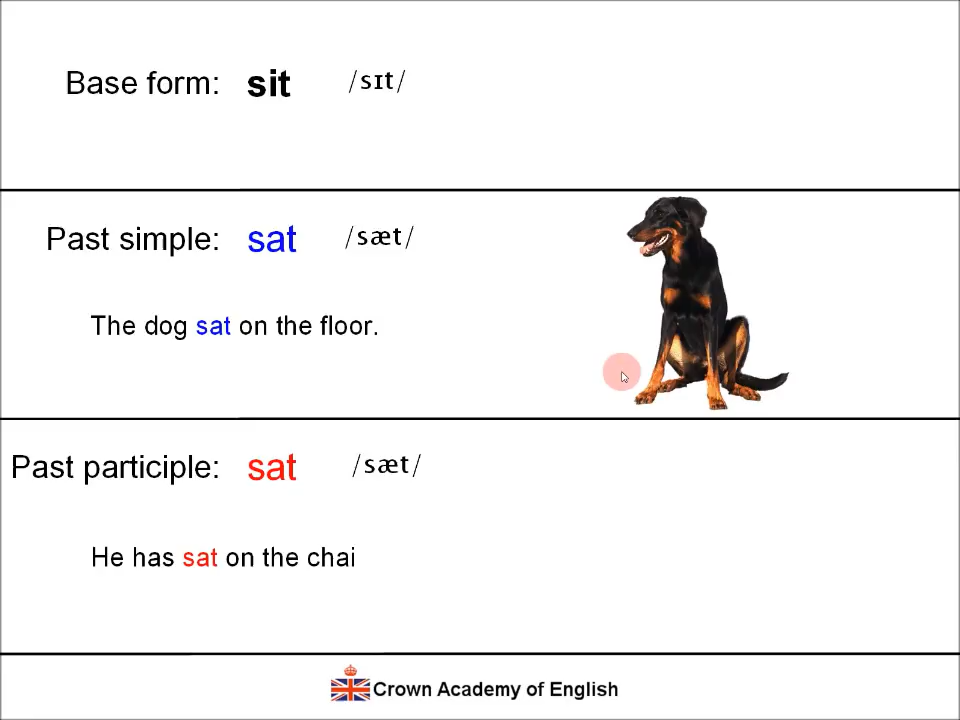 Base form: sit /sɪt/
Past simple: sat /sæt/
The dog sat on the floor.
Past participle: sat /sæt/
He has sat on the chai
Crown Academy of English